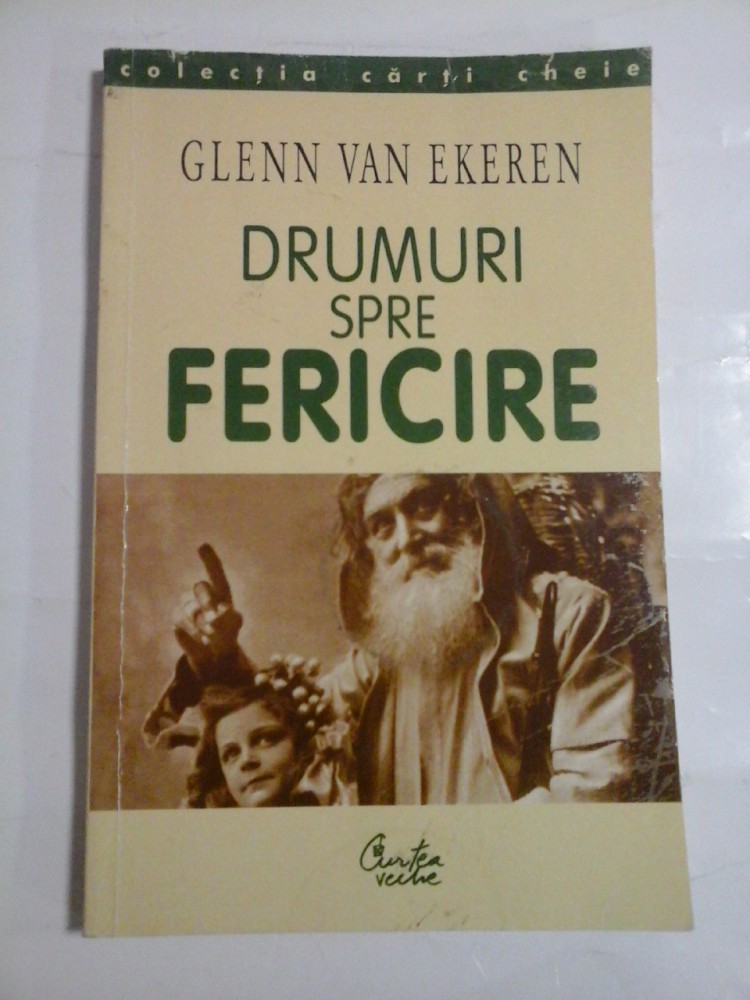 colecția cărți cheie
GLENN VAN EKEREN
DRUMURI
SPRE
FERICIRE
Curtea
veche